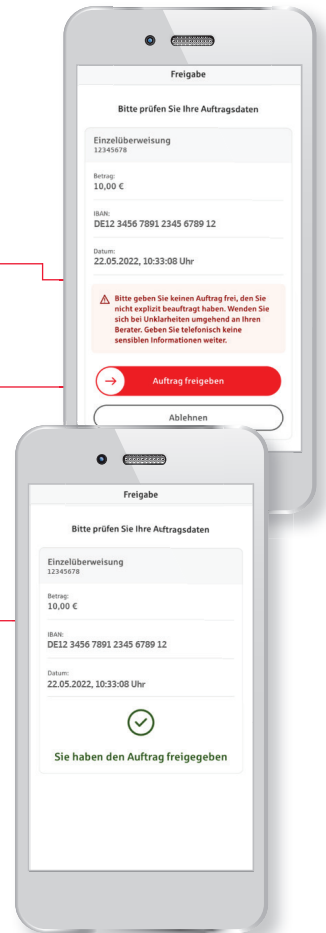 Freigabe
Bitte prüfen Sie Ihre Auftragsdaten
Einzelüberweisung
12345678
Betrag:
10,00 €
IBAN:
DE12 3456 7891 2345 6789 12
Datum:
22.05.2022, 10:33:08 Uhr
Bitte geben Sie keinen Auftrag frei, den Sie
nicht explizit beauftragt haben. Wenden Sie
sich bei Unklarheiten umgehend an Ihren
Berater. Geben Sie telefonisch keine
sensiblen Informationen weiter.
Auftrag freigeben
Ablehnen
Freigabe
Bitte prüfen Sie Ihre Auftragsdaten
Einzelüberweisung
12345678
Betrag:
10,00 €
IBAN:
DE12 3456 7891 2345 6789 12
Datum:
22.05.2022, 10:33:08 Uhr
Sie haben den Auftrag freigegeben